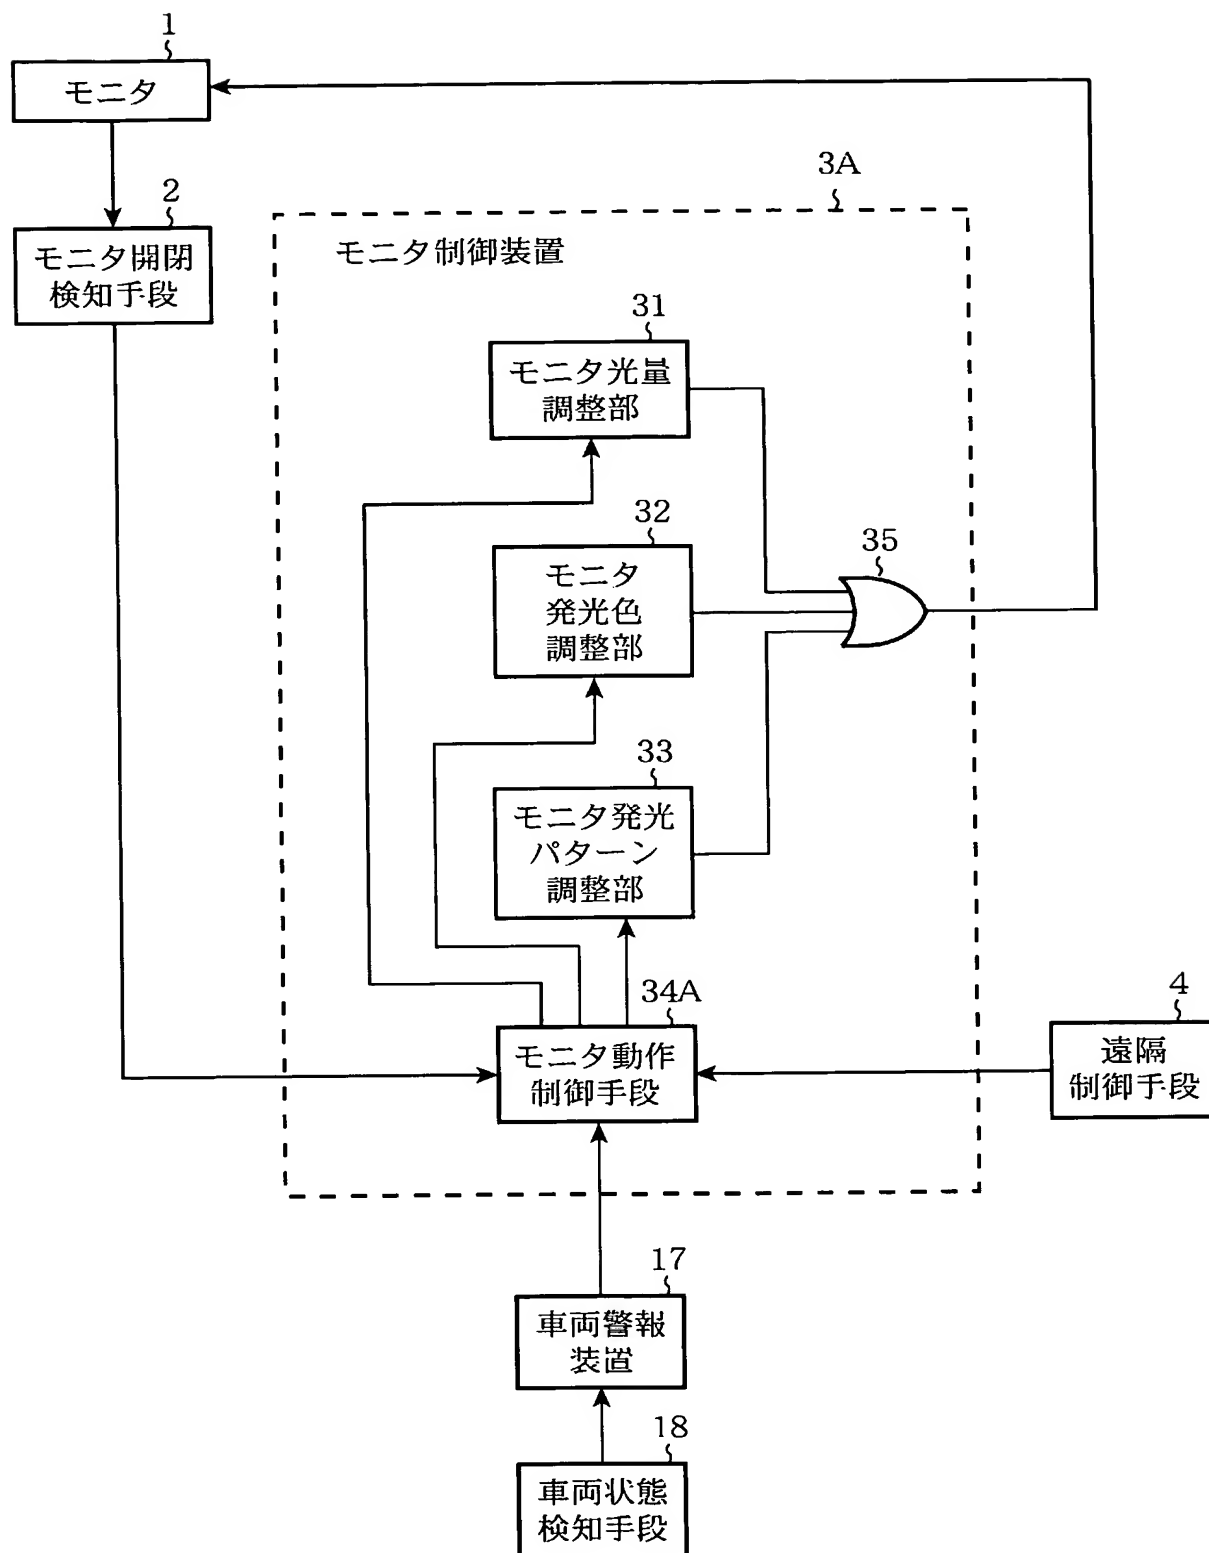 1
モニタ
2
モニタ開閉
検知手段
3A
モニタ制御装置
31
モニタ光量
調整部
32
モニタ
発光色
調整部
35
33
モニタ発光
パターン
調整部
34A
モニタ動作
制御手段
4
遠隔
制御手段
17
車両警報
装置
18
車両状態
検知手段